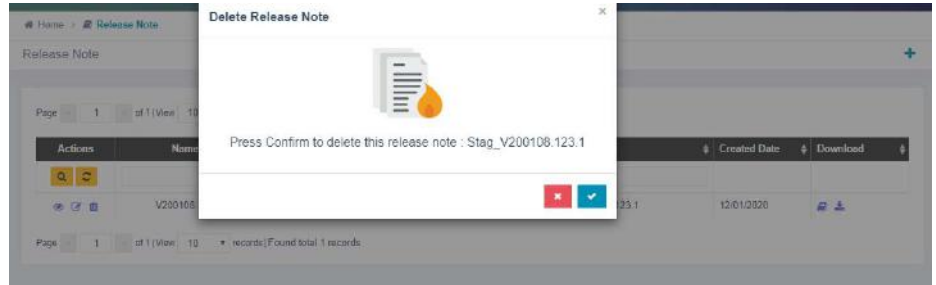 Home > Release Note
Delete Release Note
Release Note
Page 1 of 1 | View 10
Press Confirm to delete this release note : Stag_V200108.123.1
Actions Name Created Date Download
V200108 123.1 12/01/2020
Page 1 of 1 | View 10 records | Found total 1 records